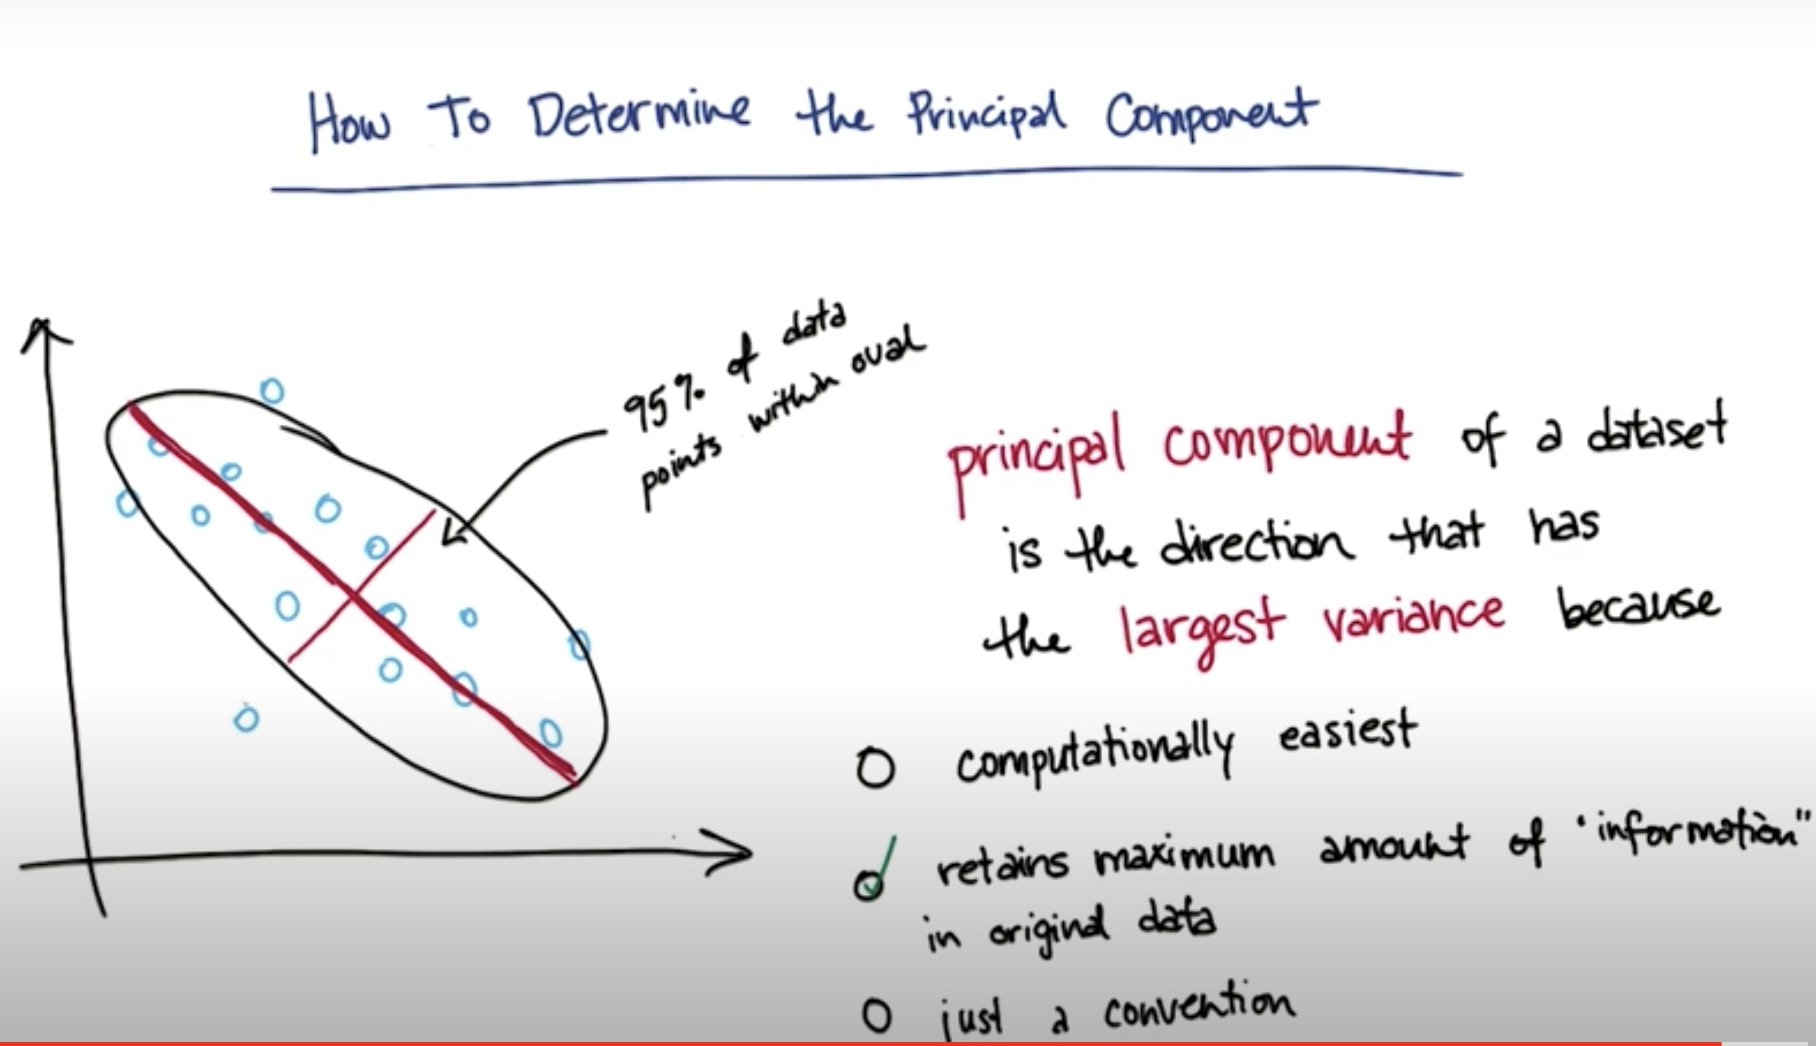 How To Determine the Principal Component
95% of data
points within oval
principal component of a dataset
is the direction that has
the largest variance because
computationally easiest
retains maximum amount of "information"
in original data
just a convention